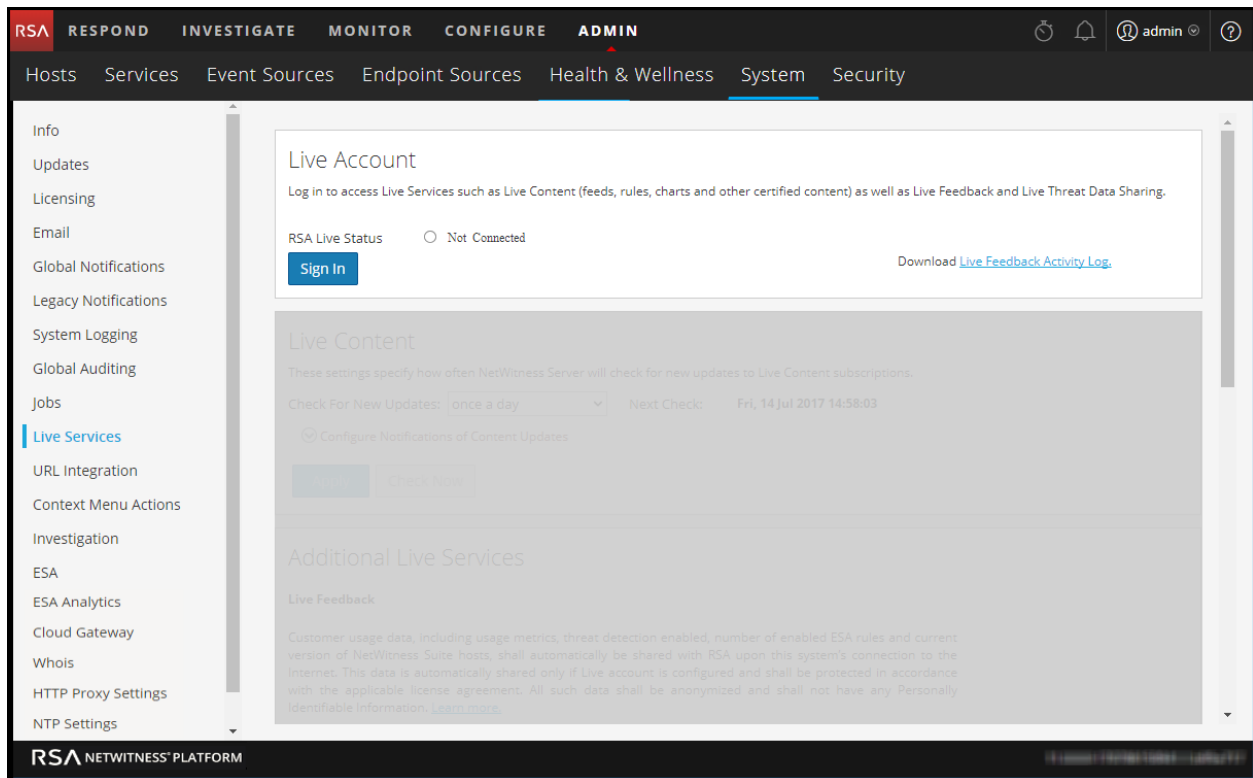 RSA RESPOND INVESTIGATE MONITOR CONFIGURE ADMIN admin ?
Hosts Services Event Sources Endpoint Sources Health & Wellness System Security
Info
Updates
Licensing
Email
Global Notifications
Legacy Notifications
System Logging
Global Auditing
Jobs
Live Services
URL Integration
Context Menu Actions
Investigation
ESA
ESA Analytics
Cloud Gateway
Whois
HTTP Proxy Settings
NTP Settings
Live Account
Log in to access Live Services such as Live Content (feeds, rules, charts and other certified content) as well as Live Feedback and Live Threat Data Sharing.
RSA Live Status Not Connected
Sign In
Download Live Feedback Activity Log.
Live Content
These settings specify how often NetWitness Server will check for new updates to Live Content subscriptions.
Check For New Updates: once a day Next Check: Fri, 14 Jul 2017 14:58:03
Configure Notifications of Content Updates
Apply Check Now
Additional Live Services
Live Feedback
Customer usage data, including usage metrics, threat detection enabled, number of enabled ESA rules and current
version of NetWitness Suite hosts, shall automatically be shared with RSA upon this system's connection to the
Internet. This data is automatically shared only if Live account is configured and shall be protected in accordance
with the applicable license agreement. All such data shall be anonymized and shall not have any Personally
Identifiable Information. Learn more.
RSA NETWITNESS® PLATFORM